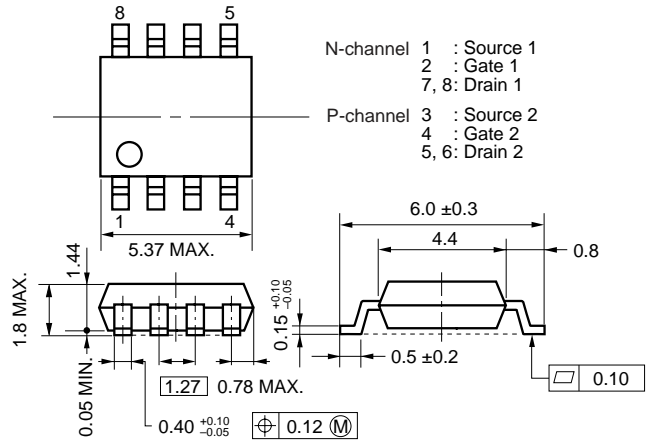 8 5
N-channel 1 : Source 1
2 : Gate 1
7, 8: Drain 1
P-channel 3 : Source 2
4 : Gate 2
5, 6: Drain 2
1 4
5.37 MAX.
6.0 ±0.3
4.4
0.8
1.44
1.8 MAX.
0.05 MIN.
0.15 +0.10 –0.05
0.5 ±0.2
1.27 0.78 MAX.
0.10
0.40 +0.10 –0.05
⌖ 0.12 Ⓜ